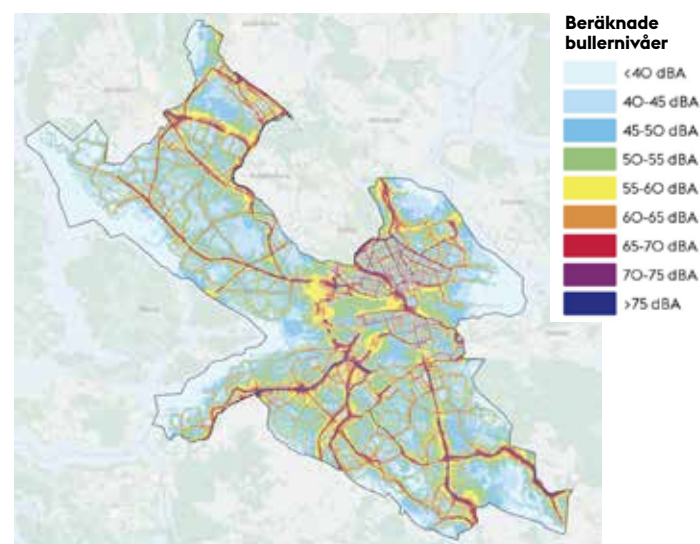 Beräknade
bullernivåer
<40 dBA
40-45 dBA
45-50 dBA
50-55 dBA
55-60 dBA
60-65 dBA
65-70 dBA
70-75 dBA
>75 dBA